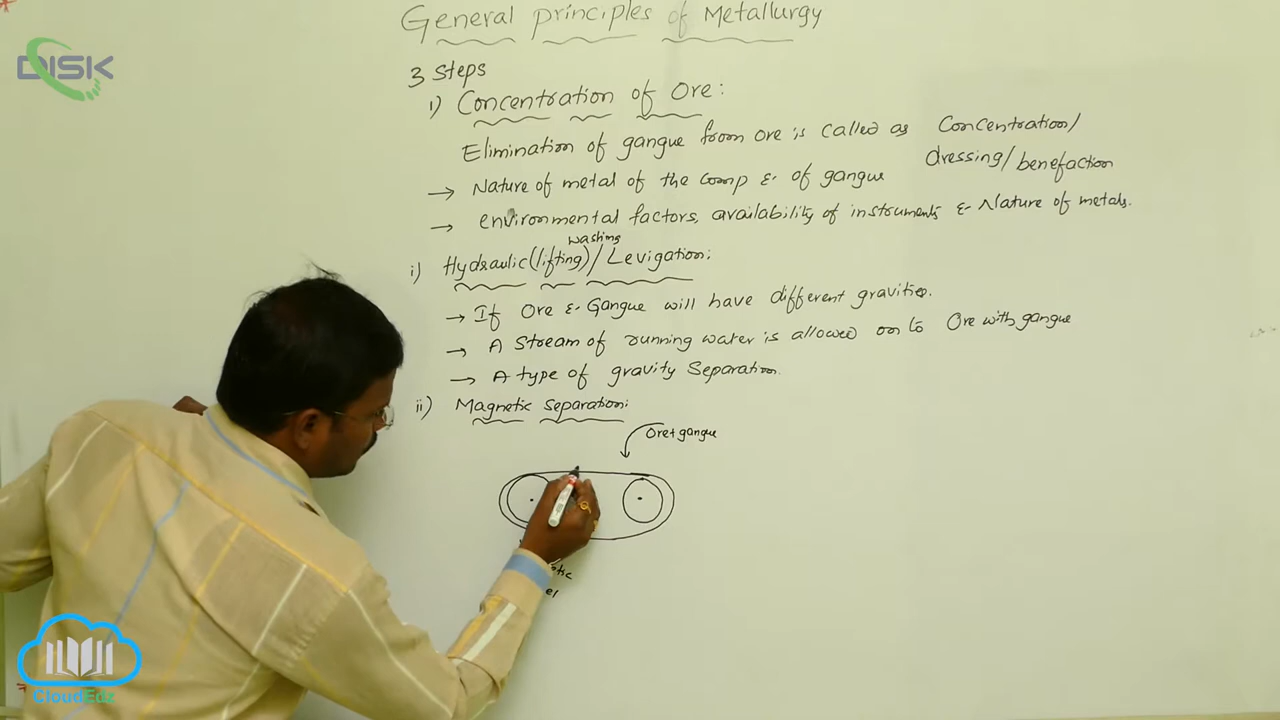 General principles of Metallurgy
DISK
3 Steps
1) Concentration of Ore:
Elimination of gangue from ore is called as Concentration/
dressing/benefaction
→ Nature of metal of the comp & of gangue
→ environmental factors, availability of instruments & Nature of metals.
washing
i) Hydraulic(lifting)/Levigation:
→ If Ore & Gangue will have different gravities.
→ A Stream of running water is allowed on to Ore with gangue
→ A type of gravity Separation.
ii) Magnetic Separation:
Ore+gangue
CloudEdz